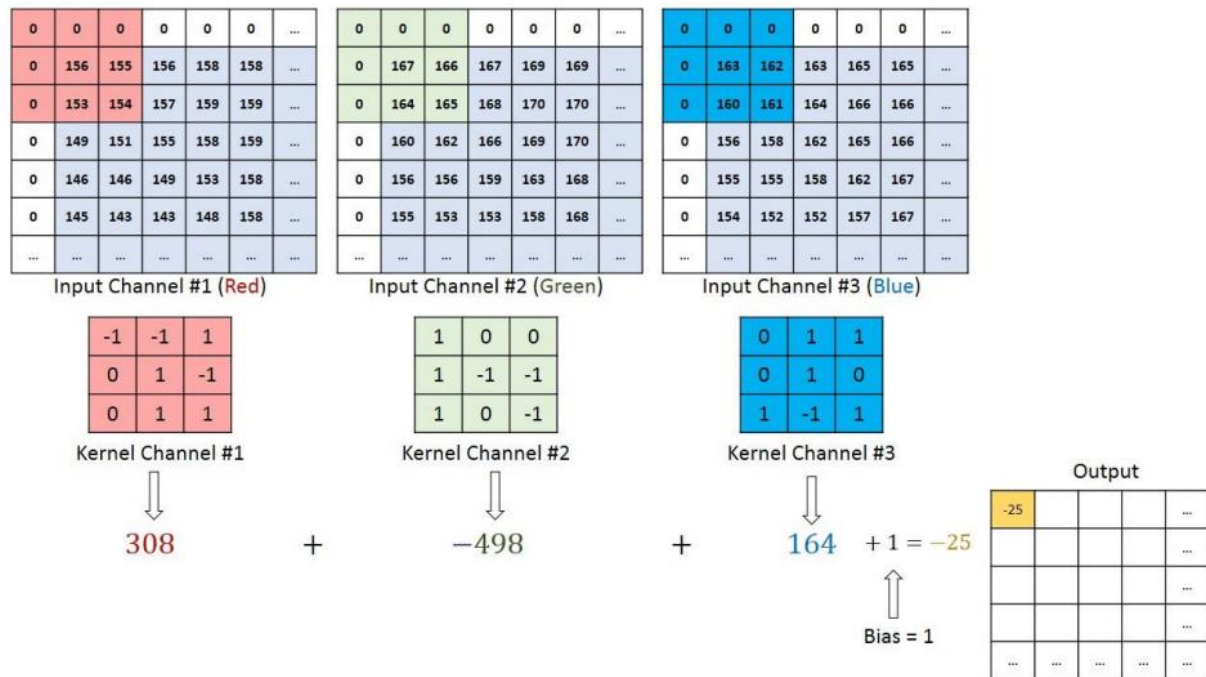 0 0 0 0 0 0 ... 0 0 0 0 0 0 ... 0 0 0 0 0 0 ...
0 156 155 156 158 158 ... 0 167 166 167 169 169 ... 0 163 162 163 165 165 ...
0 153 154 157 159 159 ... 0 164 165 168 170 170 ... 0 160 161 164 166 166 ...
0 149 151 155 158 159 ... 0 160 162 166 169 170 ... 0 156 158 162 165 166 ...
0 146 146 149 153 158 ... 0 156 156 159 163 168 ... 0 155 155 158 162 167 ...
0 145 143 143 148 158 ... 0 155 153 153 158 168 ... 0 154 152 152 157 167 ...
... ... ... ... ... ... ... ... ... ... ... ... ... ... ... ... ... ... ... ... ...
Input Channel #1 (Red) Input Channel #2 (Green) Input Channel #3 (Blue)
-1 -1 1 1 0 0 0 1 1
0 1 -1 1 -1 -1 0 1 0
0 1 1 1 0 -1 1 -1 1
Kernel Channel #1 Kernel Channel #2 Kernel Channel #3
308 + −498 + 164 + 1 = −25
Bias = 1
Output
-25 ...
...
...
...
... ... ... ... ...